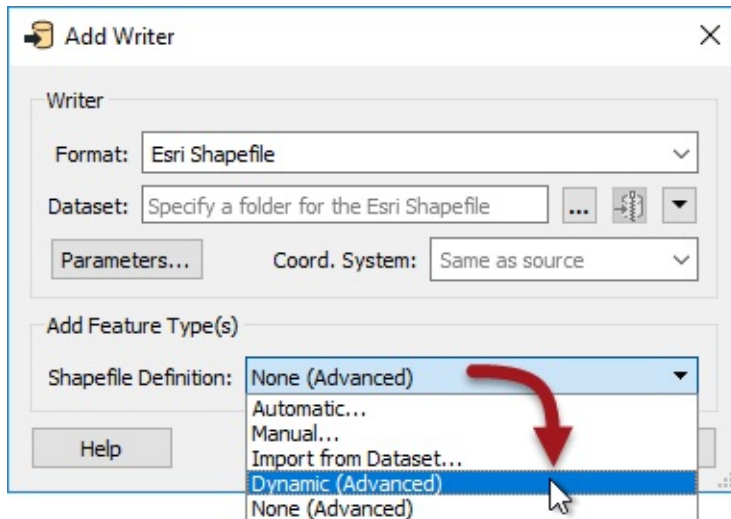 Add Writer
Writer
Format: Esri Shapefile
Dataset: Specify a folder for the Esri Shapefile ...
Parameters... Coord. System: Same as source
Add Feature Type(s)
Shapefile Definition: None (Advanced)
Automatic...
Manual...
Import from Dataset...
Dynamic (Advanced)
None (Advanced)
Help